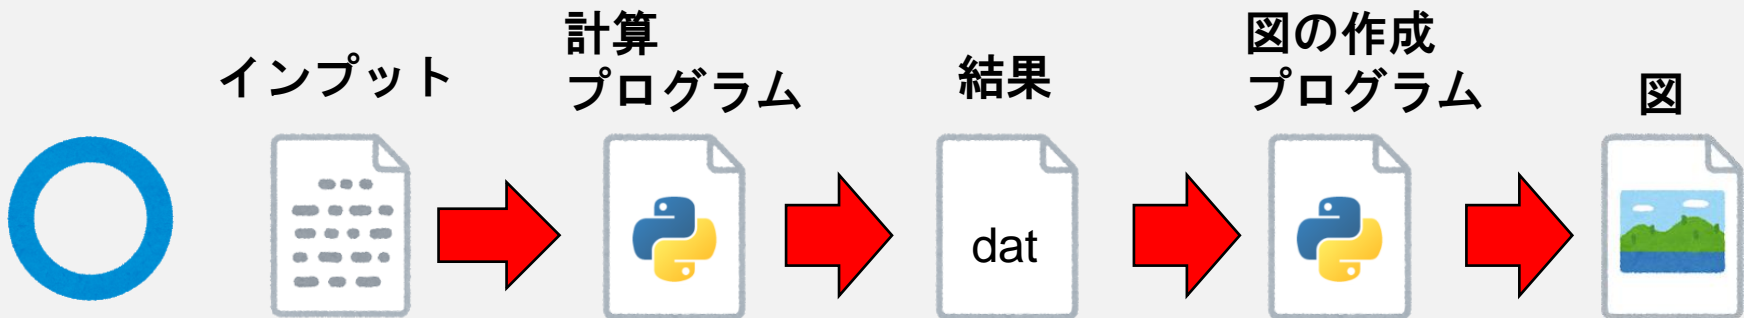 インプット
計算
プログラム
結果
図の作成
プログラム
図
dat